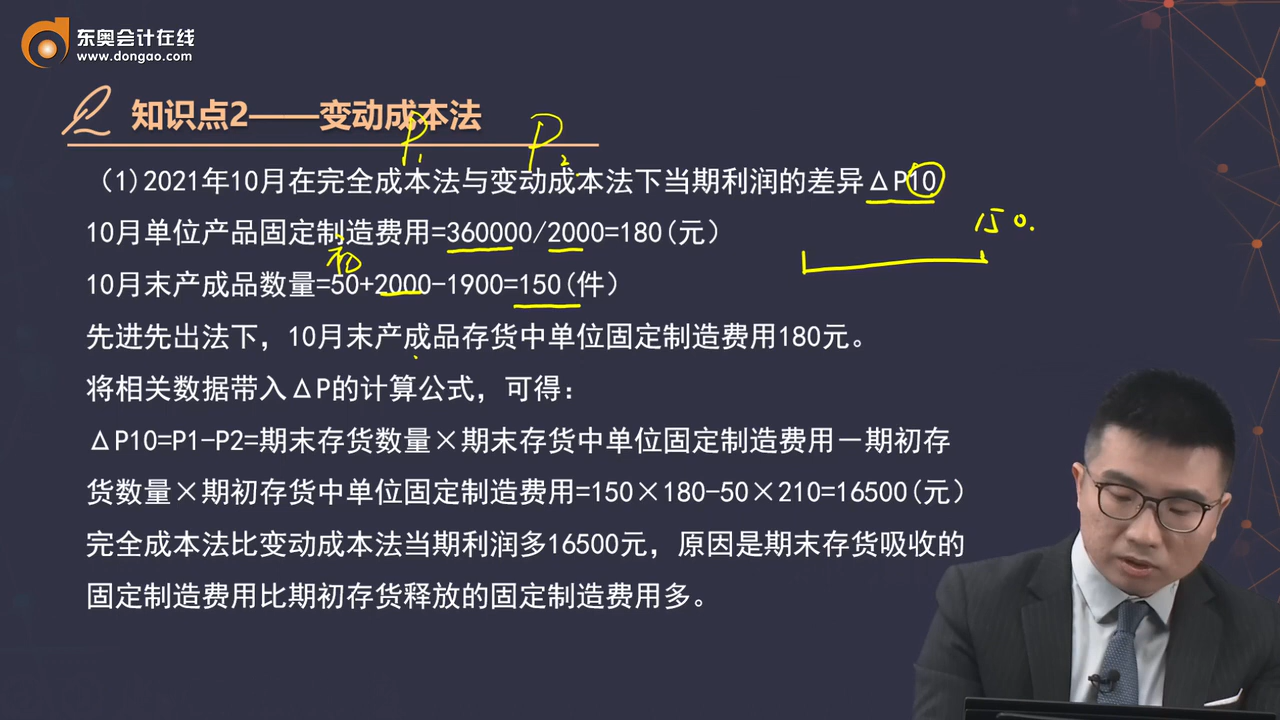 东奥会计在线
www.dongao.com
知识点2——变动成本法
P1 P2
（1)2021年10月在完全成本法与变动成本法下当期利润的差异ΔP10
10月单位产品固定制造费用=360000/2000=180(元）
150.
初
10月末产成品数量=50+2000-1900=150(件）
先进先出法下，10月末产成品存货中单位固定制造费用180元。
将相关数据带入ΔP的计算公式，可得：
ΔP10=P1-P2=期末存货数量×期末存货中单位固定制造费用－期初存
货数量×期初存货中单位固定制造费用=150×180-50×210=16500(元）
完全成本法比变动成本法当期利润多16500元，原因是期末存货吸收的
固定制造费用比期初存货释放的固定制造费用多。